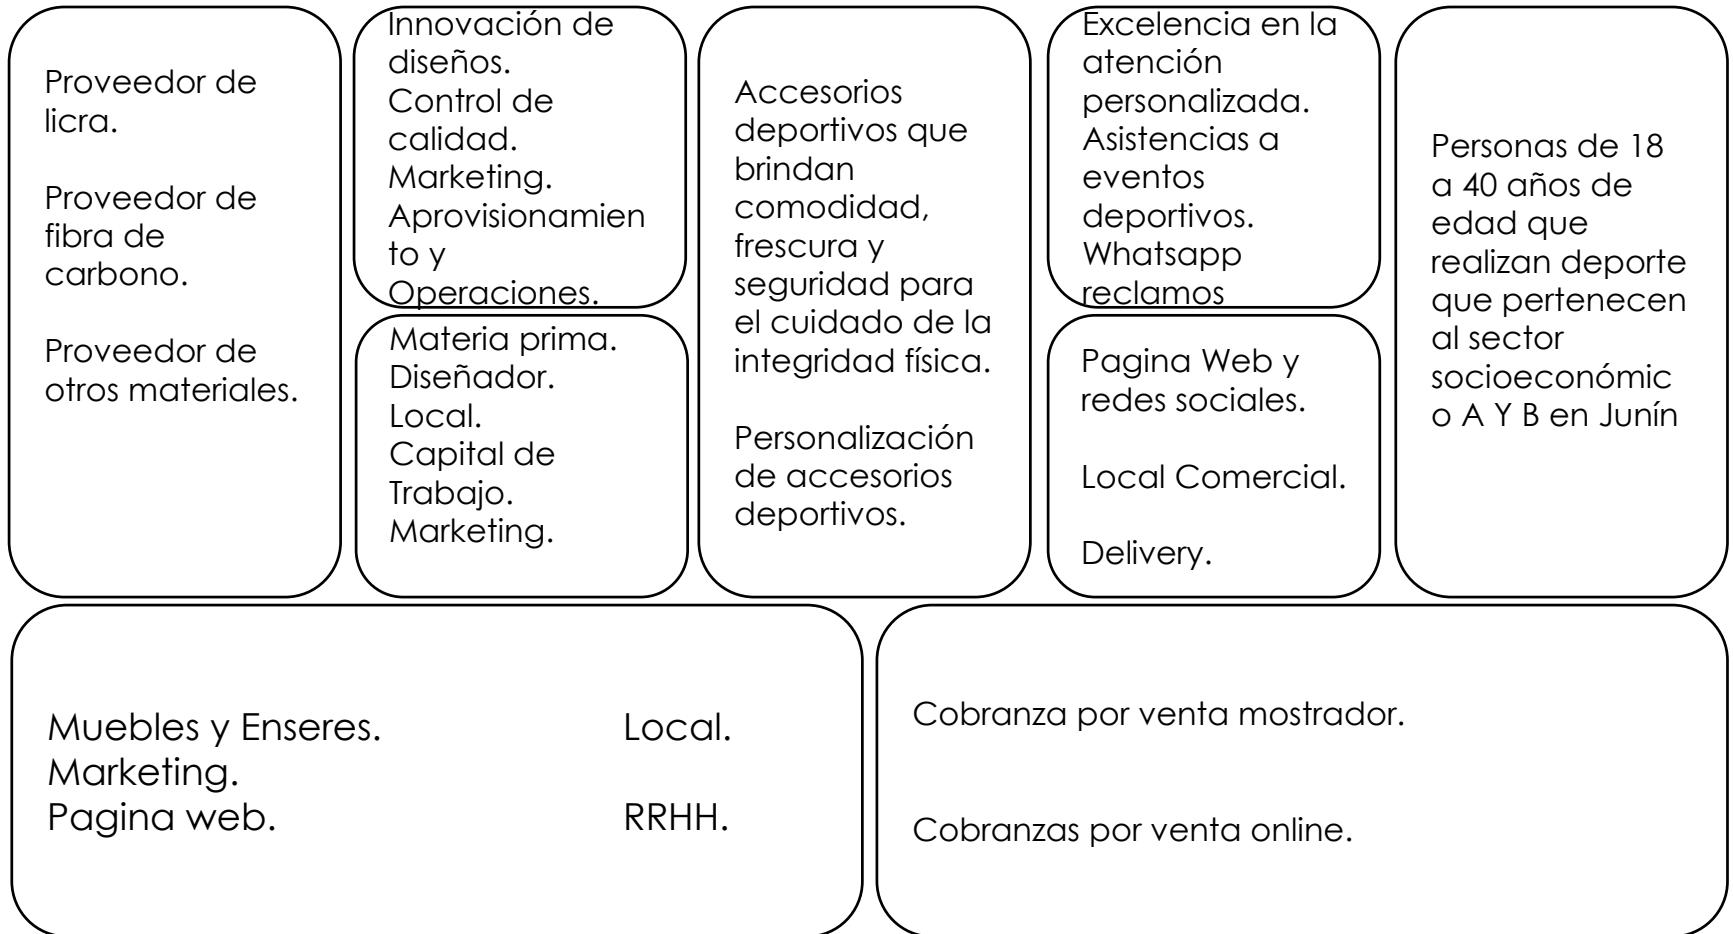 Proveedor de
licra.
Proveedor de
fibra de
carbono.
Proveedor de
otros materiales.
Innovación de
diseños.
Control de
calidad.
Marketing.
Aprovisionamien
to y
Operaciones.
Materia prima.
Diseñador.
Local.
Capital de
Trabajo.
Marketing.
Accesorios
deportivos que
brindan
comodidad,
frescura y
seguridad para
el cuidado de la
integridad física.
Personalización
de accesorios
deportivos.
Excelencia en la
atención
personalizada.
Asistencias a
eventos
deportivos.
Whatsapp
reclamos
Pagina Web y
redes sociales.
Local Comercial.
Delivery.
Personas de 18
a 40 años de
edad que
realizan deporte
que pertenecen
al sector
socioeconómic
o A Y B en Junín
Muebles y Enseres. Local.
Marketing.
Pagina web. RRHH.
Cobranza por venta mostrador.
Cobranzas por venta online.